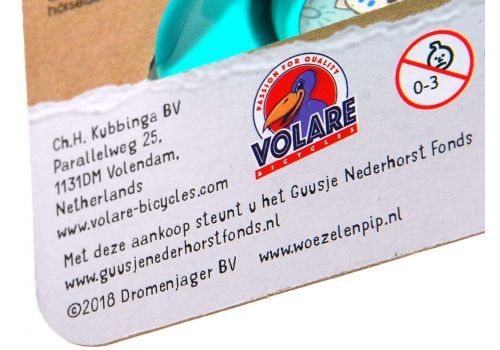 Ch.H. Kubbinga BV
Parallelweg 25,
1131DM Volendam,
Netherlands
www.volare-bicycles.com
PASSION FOR QUALITY
VOLARE
BICYCLES
0-3
Met deze aankoop steunt u het Guusje Nederhorst Fonds
www.guusjenederhorstfonds.nl
©2018 Dromenjager BV
www.woezelenpip.nl